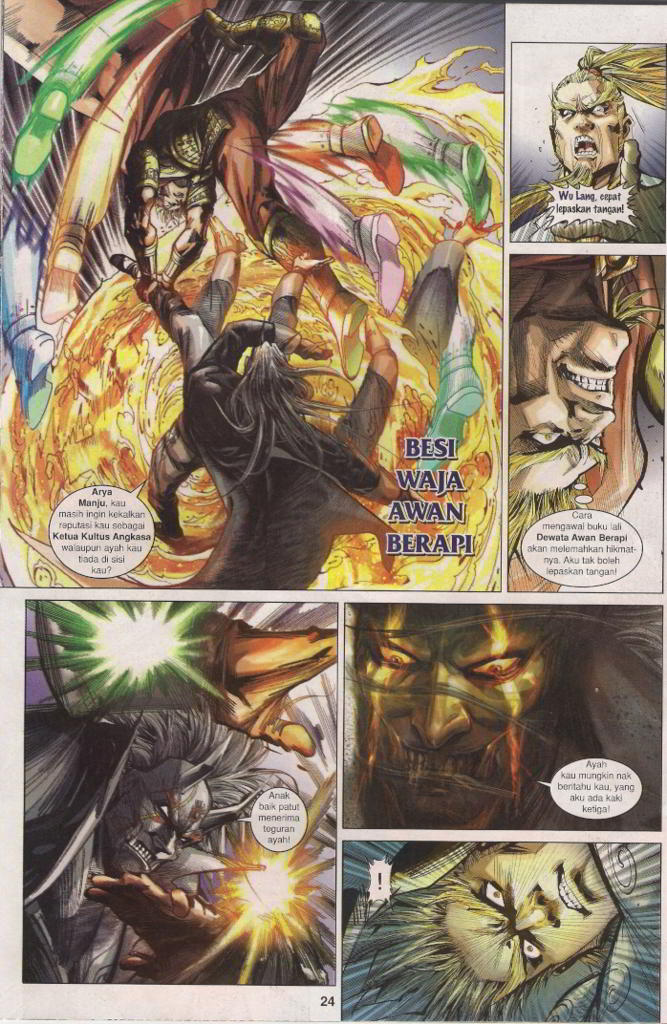 Wu Lang, cepat
lepaskan tangan!
BESI
WAJA
AWAN
BERAPI
Arya
Manju, kau
masih ingin kekalkan
reputasi kau sebagai
Ketua Kultus Angkasa
walaupun ayah kau
tiada di sisi
kau?
Cara
mengawal buku lali
Dewata Awan Berapi
akan melemahkan hikmat-
nya. Aku tak boleh
lepaskan tangan!
Anak
baik patut
menerima
teguran
ayah!
Ayah
kau mungkin nak
beritahu kau, yang
aku ada kaki
ketiga!
!
24